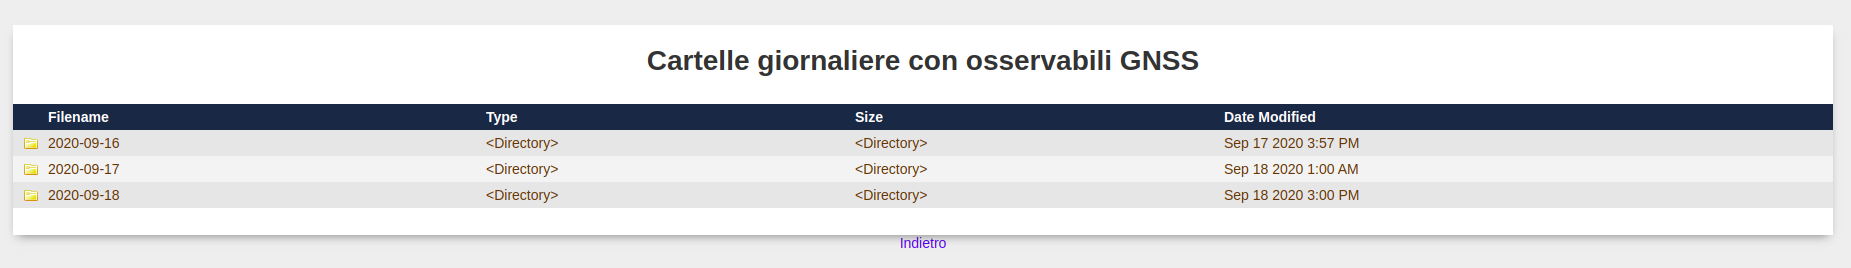 Cartelle giornaliere con osservabili GNSS
Filename Type Size Date Modified
2020-09-16 <Directory> <Directory> Sep 17 2020 3:57 PM
2020-09-17 <Directory> <Directory> Sep 18 2020 1:00 AM
2020-09-18 <Directory> <Directory> Sep 18 2020 3:00 PM
Indietro